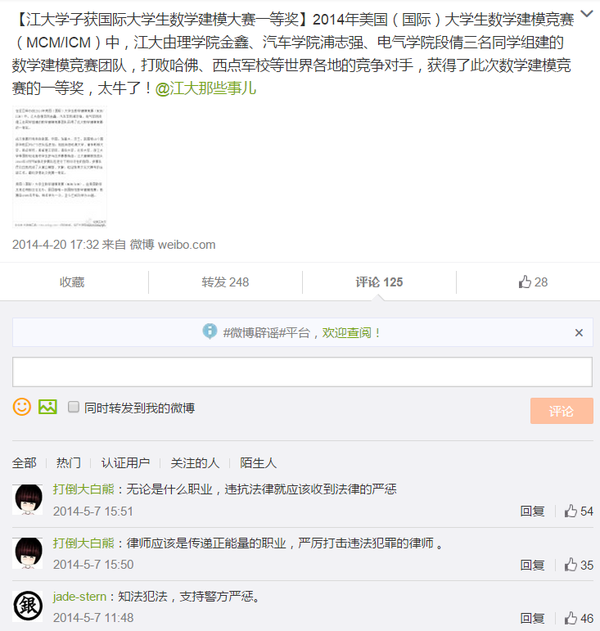 【江大学子获国际大学生数学建模大赛一等奖】2014年美国（国际）大学生数学建模竞赛
（MCM/ICM）中，江大由理学院金鑫、汽车学院浦志强、电气学院段倩三名同学组建的
数学建模竞赛团队，打败哈佛、西点军校等世界各地的竞争对手，获得了此次数学建模竞
赛的一等奖，太牛了！@江大那些事儿
2014-4-20 17:32 来自 微博 weibo.com
收藏 转发 248 评论 125 28
#微博辟谣#平台，欢迎查阅！
同时转发到我的微博 评论
全部 热门 认证用户 关注的人 陌生人
打倒大白熊：无论是什么职业，违抗法律就应该收到法律的严惩
2014-5-7 15:51 回复 54
打倒大白熊：律师应该是传递正能量的职业，严厉打击违法犯罪的律师 。
2014-5-7 15:50 回复 35
银
jade-stern：知法犯法，支持警方严惩。
2014-5-7 11:48 回复 46